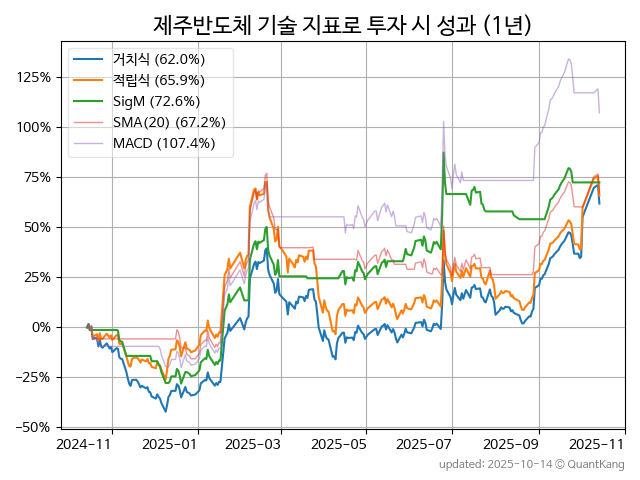 제주반도체 기술 지표로 투자 시 성과 (1년)
거치식 (62.0%)
적립식 (65.9%)
SigM (72.6%)
SMA(20) (67.2%)
MACD (107.4%)
125%
100%
75%
50%
25%
0%
−25%
−50%
2024-11 2025-01 2025-03 2025-05 2025-07 2025-09 2025-11
updated: 2025-10-14 © QuantKang